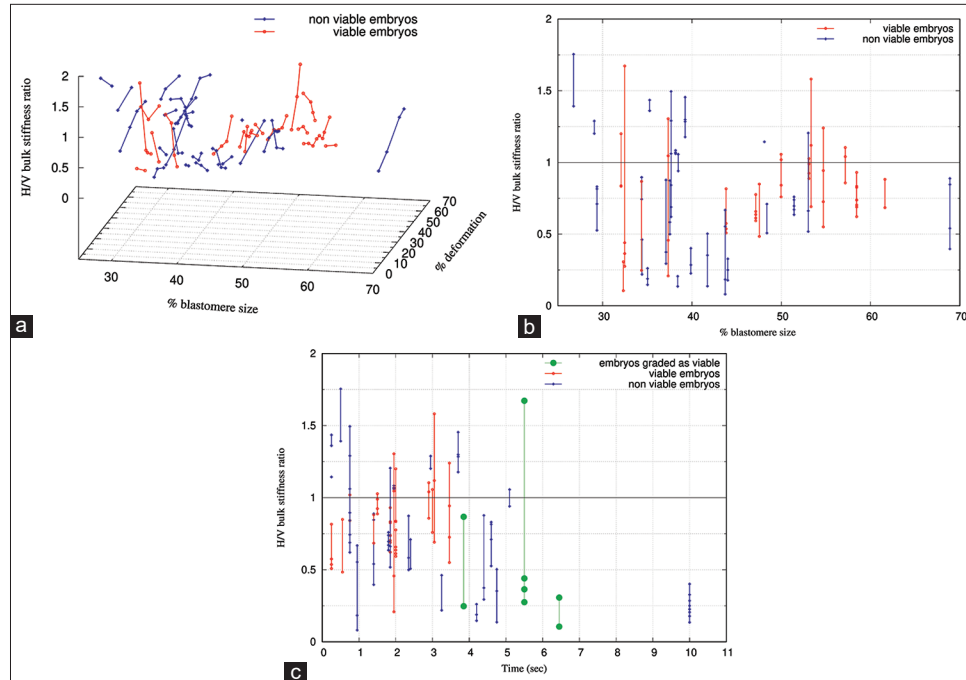 non viable embryos
viable embryos
H/V bulk stiffness ratio
2
1.5
1
0.5
0
30
40
50
60
70
% blastomere size
0
10
20
30
40
50
60
70
% deformation
a
H/V bulk stiffness ratio
2
1.5
1
0.5
0
viable embryos
non viable embryos
30
40
50
60
70
% blastomere size
b
H/V bulk stiffness ratio
2
1.5
1
0.5
0
embryos graded as viable
viable embryos
non viable embryos
0
1
2
3
4
5
6
7
8
9
10
11
Time (sec)
c